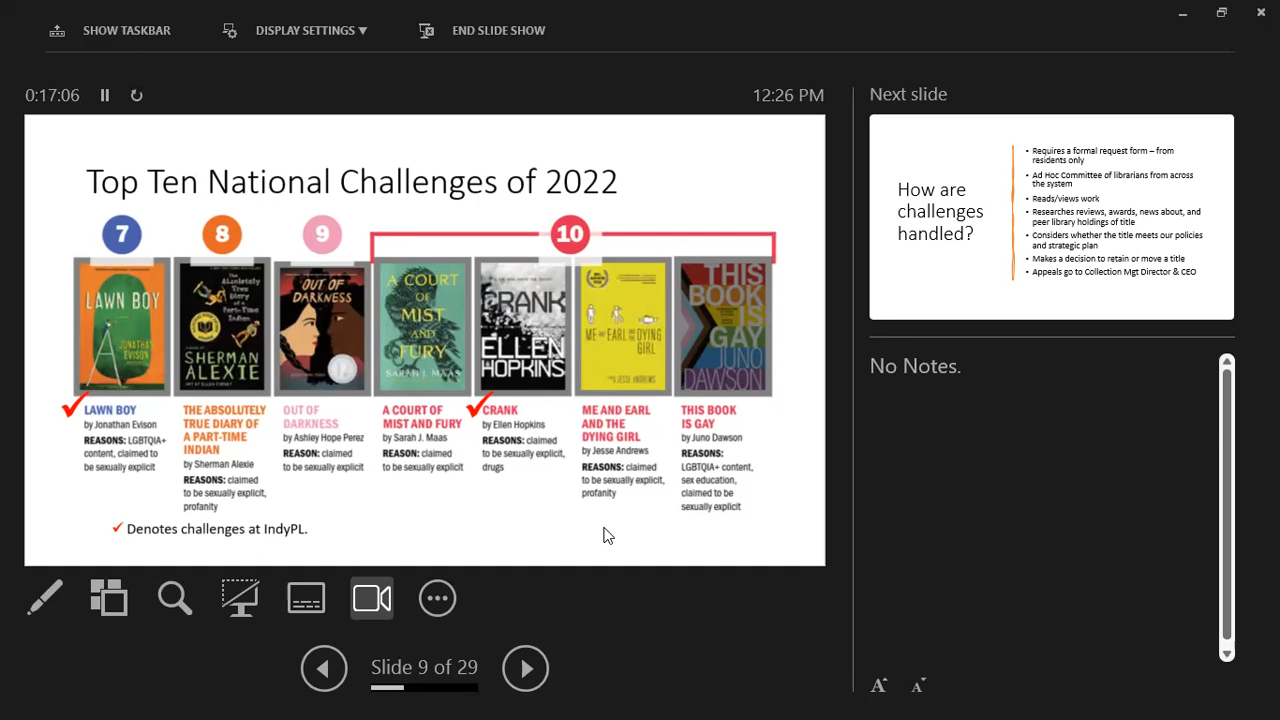 SHOW TASKBAR
DISPLAY SETTINGS ▼
END SLIDE SHOW
0:17:06
12:26 PM
Top Ten National Challenges of 2022
7
8
9
10
LAWN BOY
JONATHAN
EVISON
The
Absolutely
True Diary
of a
Part-Time
Indian
SHERMAN
ALEXIE
OUT OF
DARKNESS
A COURT
OF
MIST
AND
FURY
SARAH J. MAAS
CRANK
ELLEN
HOPKINS
ME AND EARL AND THE DYING
GIRL
JESSE ANDREWS
THIS
BOOK
IS
GAY
JUNO
DAWSON
LAWN BOY
by Jonathan Evison
REASONS: LGBTQIA+
content, claimed to
be sexually explicit
THE ABSOLUTELY
TRUE DIARY OF
A PART-TIME
INDIAN
by Sherman Alexie
REASONS: claimed
to be sexually explicit,
profanity
OUT OF
DARKNESS
by Ashley Hope Perez
REASON: claimed
to be sexually explicit
A COURT OF
MIST AND FURY
by Sarah J. Maas
REASON: claimed
to be sexually explicit
CRANK
by Ellen Hopkins
REASONS: claimed
to be sexually explicit,
drugs
ME AND EARL
AND THE
DYING GIRL
by Jesse Andrews
REASONS: claimed
to be sexually explicit,
profanity
THIS BOOK
IS GAY
by Juno Dawson
REASONS:
LGBTQIA+ content,
sex education,
claimed to be
sexually explicit
✓ Denotes challenges at IndyPL.
Slide 9 of 29
Next slide
How are
challenges
handled?
• Requires a formal request form – from
residents only
• Ad Hoc Committee of librarians from across
the system
• Reads/views work
• Researches reviews, awards, news about, and
peer library holdings of title
• Considers whether the title meets our policies
and strategic plan
• Makes a decision to retain or move a title
• Appeals go to Collection Mgt Director & CEO
No Notes.
A A